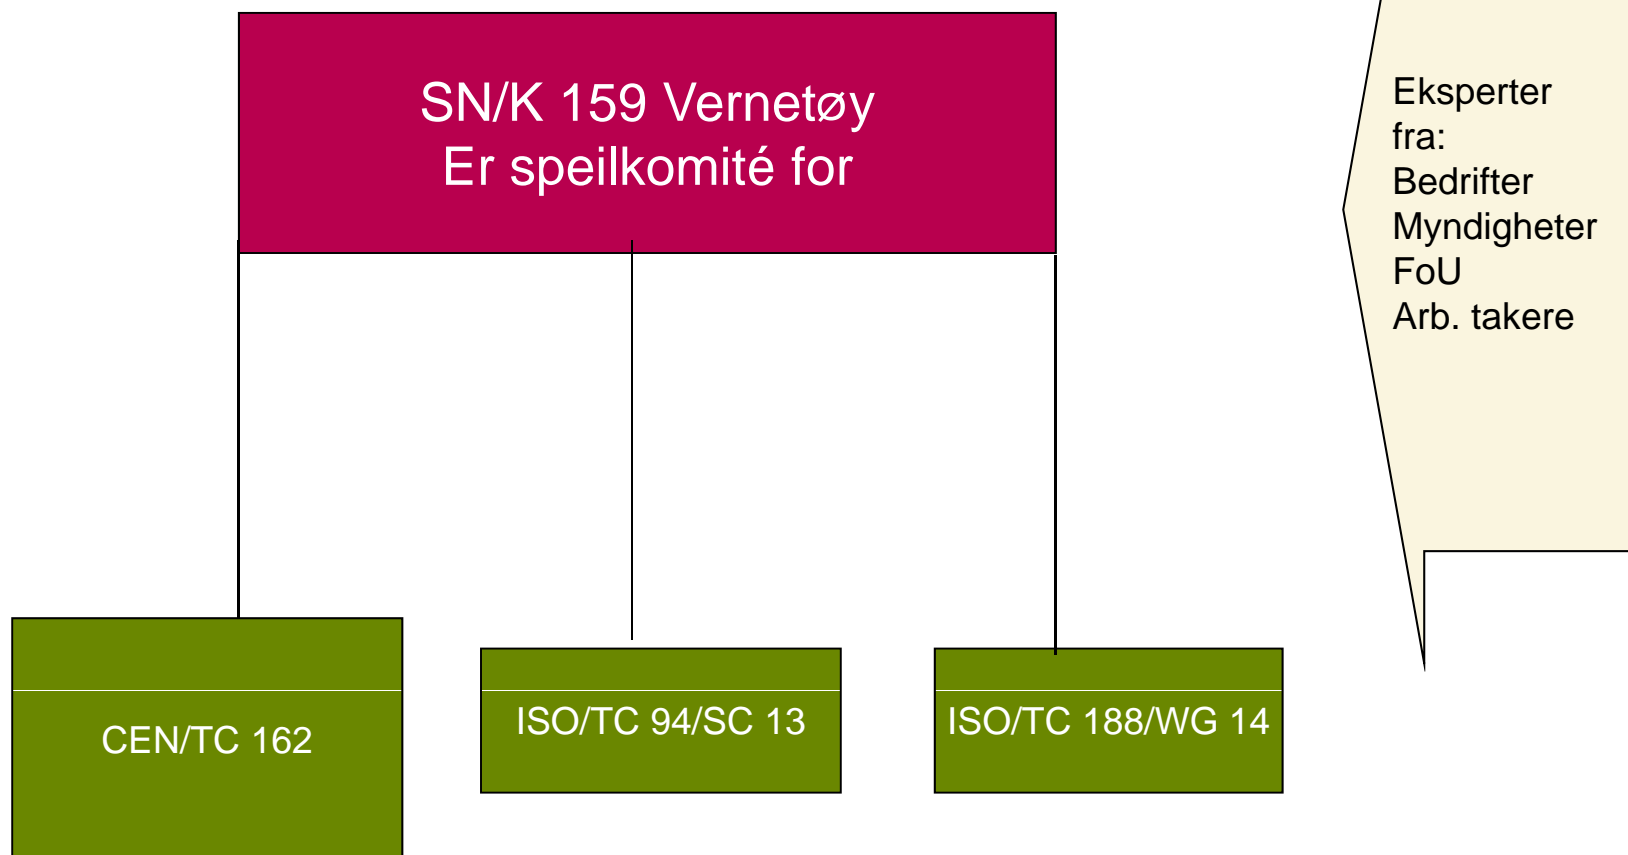 SN/K 159 Vernetøy
Er speilkomité for
Eksperter
fra:
Bedrifter
Myndigheter
FoU
Arb. takere
CEN/TC 162
ISO/TC 94/SC 13
ISO/TC 188/WG 14